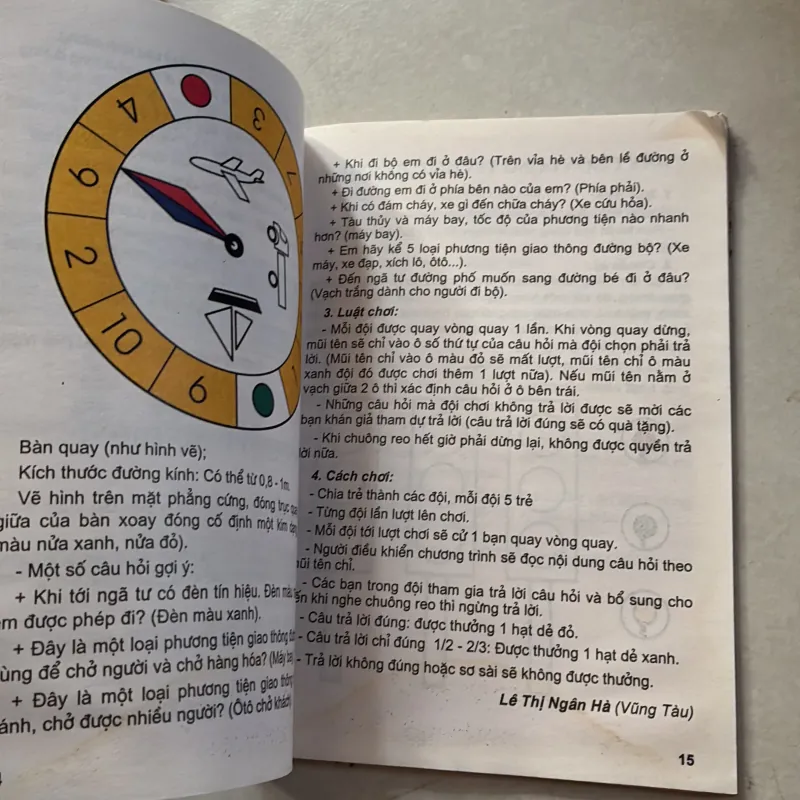 4
3
9
2
10
9
Bàn quay (như hình vẽ);
Kích thước đường kính: Có thể từ 0,8 - 1m.
Vẽ hình trên mặt phẳng cứng, đóng trục
giữa của bàn xoay đóng cố định một kim
màu nửa xanh, nửa đỏ).
- Một số câu hỏi gợi ý:
+ Khi tới ngã tư có đèn tín hiệu. Đèn màu
em được phép đi? (Đèn màu xanh).
+ Đây là một loại phương tiện giao thông
dùng để chở người và chở hàng hóa? (Máy
+ Đây là một loại phương tiện giao thông
bánh, chở được nhiều người? (Ôtô chở khách)
+ Khi đi bộ em đi ở đâu? (Trên vỉa hè và bên lề đường ở
những nơi không có vỉa hè).
+ Đi đường em đi ở phía bên nào của em? (Phía phải).
+ Khi có đám cháy, xe gì đến chữa cháy? (Xe cứu hỏa).
+ Tàu thủy và máy bay, tốc độ của phương tiện nào nhanh
hơn? (máy bay).
+ Em hãy kể 5 loại phương tiện giao thông đường bộ? (Xe
máy, xe đạp, xích lô, ôtô...).
+ Đến ngã tư đường phố muốn sang đường bé đi ở đâu?
(Vạch trắng dành cho người đi bộ).
3. Luật chơi:
- Mỗi đội được quay vòng quay 1 lần. Khi vòng quay dừng,
mũi tên sẽ chỉ vào ô số thứ tự của câu hỏi mà đội chọn phải trả
lời. (Mũi tên chỉ vào ô màu đỏ sẽ mất lượt, mũi tên chỉ ô màu
xanh đội đó được chơi thêm 1 lượt nữa). Nếu mũi tên nằm ở
vạch giữa 2 ô thì xác định câu hỏi ở ô bên trái.
- Những câu hỏi mà đội chơi không trả lời được sẽ mời các
bạn khán giả tham dự trả lời (câu trả lời đúng sẽ có quà tặng).
- Khi chuông reo hết giờ phải dừng lại, không được quyền trả
lời nữa.
4. Cách chơi:
- Chia trẻ thành các đội, mỗi đội 5 trẻ
- Từng đội lần lượt lên chơi.
- Mỗi đội tới lượt chơi sẽ cử 1 bạn quay vòng quay.
- Người điều khiển chương trình sẽ đọc nội dung câu hỏi theo
mũi tên chỉ.
- Các bạn trong đội tham gia trả lời câu hỏi và bổ sung cho
đến khi nghe chuông reo thì ngừng trả lời.
- Câu trả lời đúng: được thưởng 1 hạt dẻ đỏ.
- Câu trả lời chỉ đúng 1/2 - 2/3: Được thưởng 1 hạt dẻ xanh.
- Trả lời không đúng hoặc sơ sài sẽ không được thưởng.
Lê Thị Ngân Hà (Vũng Tàu)
15